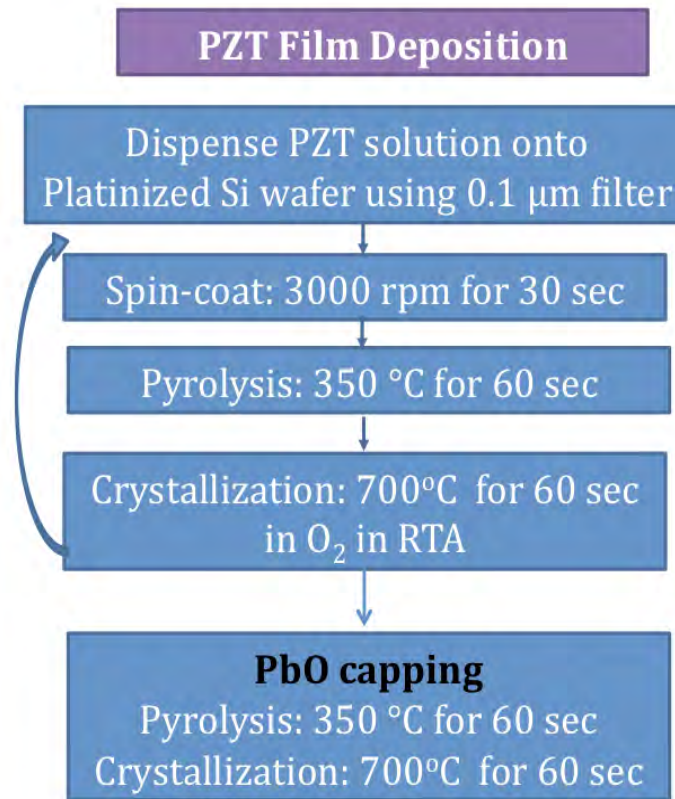 PZT Film Deposition
Dispense PZT solution onto
Platinized Si wafer using 0.1 µm filter
Spin-coat: 3000 rpm for 30 sec
Pyrolysis: 350 °C for 60 sec
Crystallization: 700°C for 60 sec
in O₂ in RTA
PbO capping
Pyrolysis: 350 °C for 60 sec
Crystallization: 700°C for 60 sec